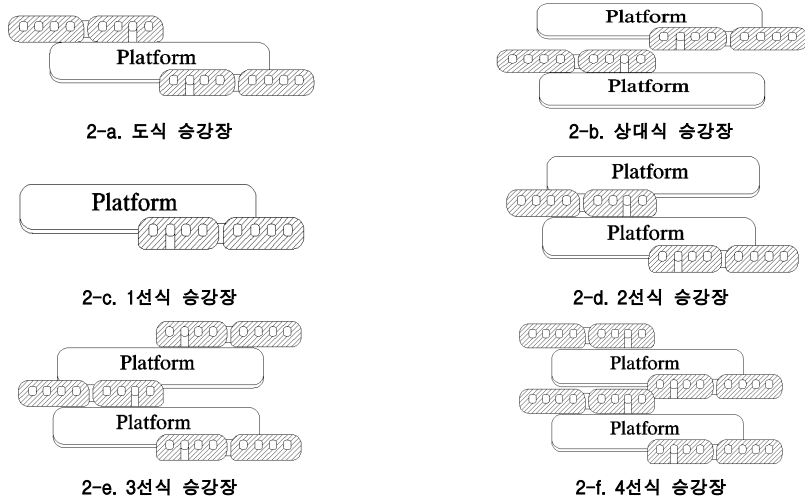 Platform
2-a. 도식 승강장
Platform
Platform
2-b. 상대식 승강장
Platform
2-c. 1선식 승강장
Platform
Platform
2-d. 2선식 승강장
Platform
Platform
2-e. 3선식 승강장
Platform
Platform
2-f. 4선식 승강장